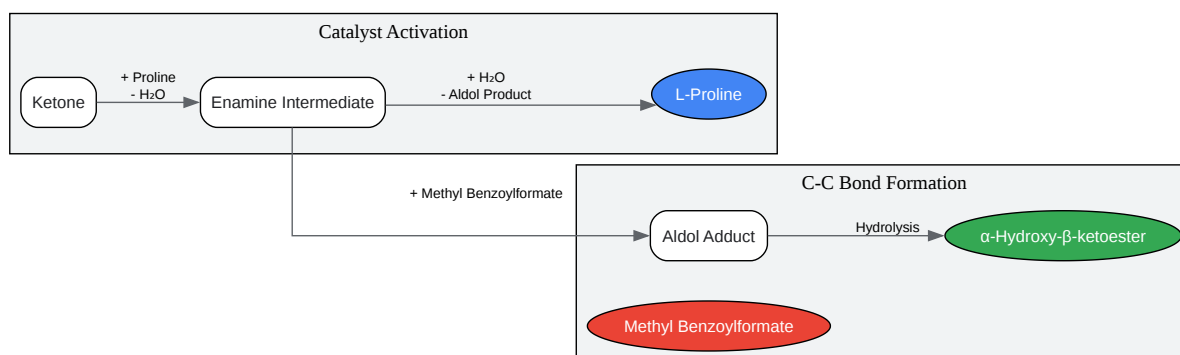 Catalyst Activation
Ketone
+ Proline
- H₂O
Enamine Intermediate
+ H₂O
- Aldol Product
L-Proline
+ Methyl Benzoylformate
C-C Bond Formation
Aldol Adduct
Hydrolysis
α-Hydroxy-β-ketoester
Methyl Benzoylformate